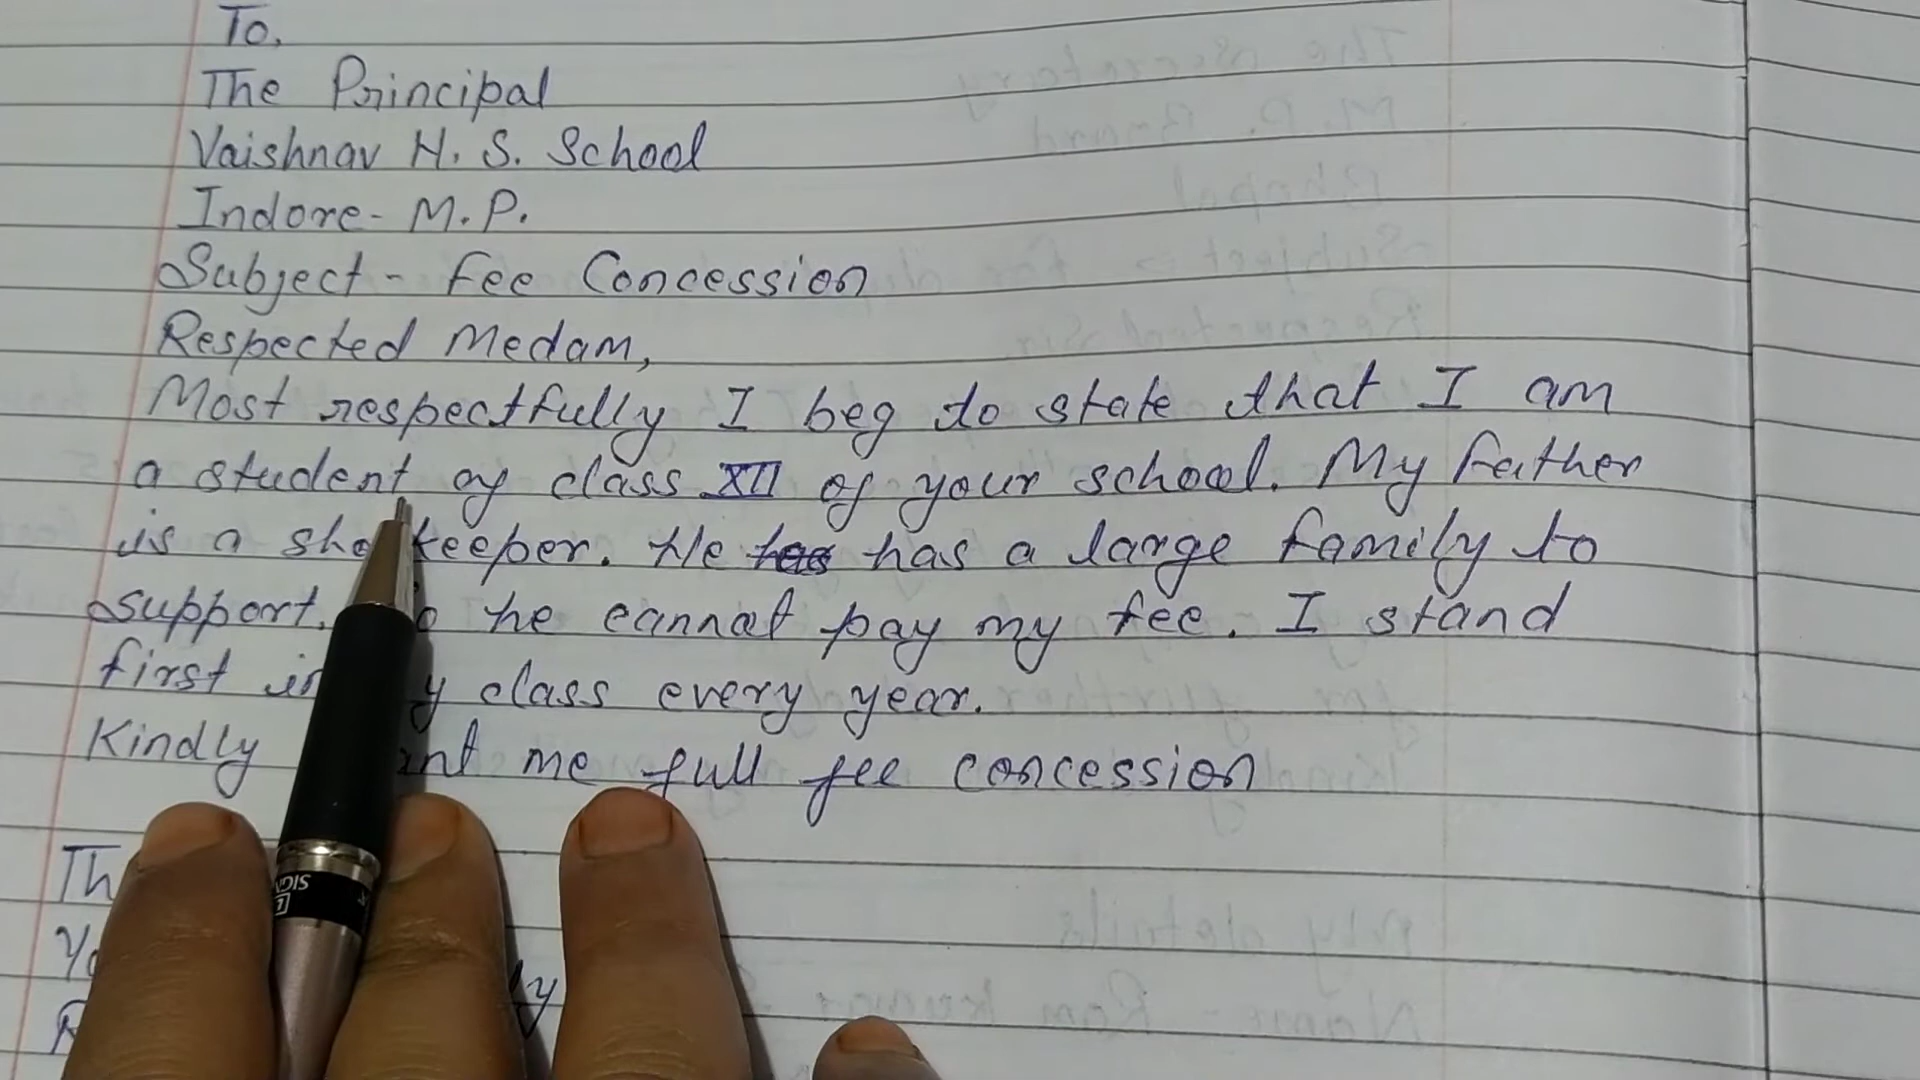 To,
The Principal
Vaishnav H. S. School
Indore - M.P.
Subject - Fee Concession
Respected Medam,
Most respectfully I beg to state that I am
a student of class XII of your school. My Father
is a keeper. He has a large family to
support. he cannot pay my fee. I stand
first class every year.
Kindly me full fee concession